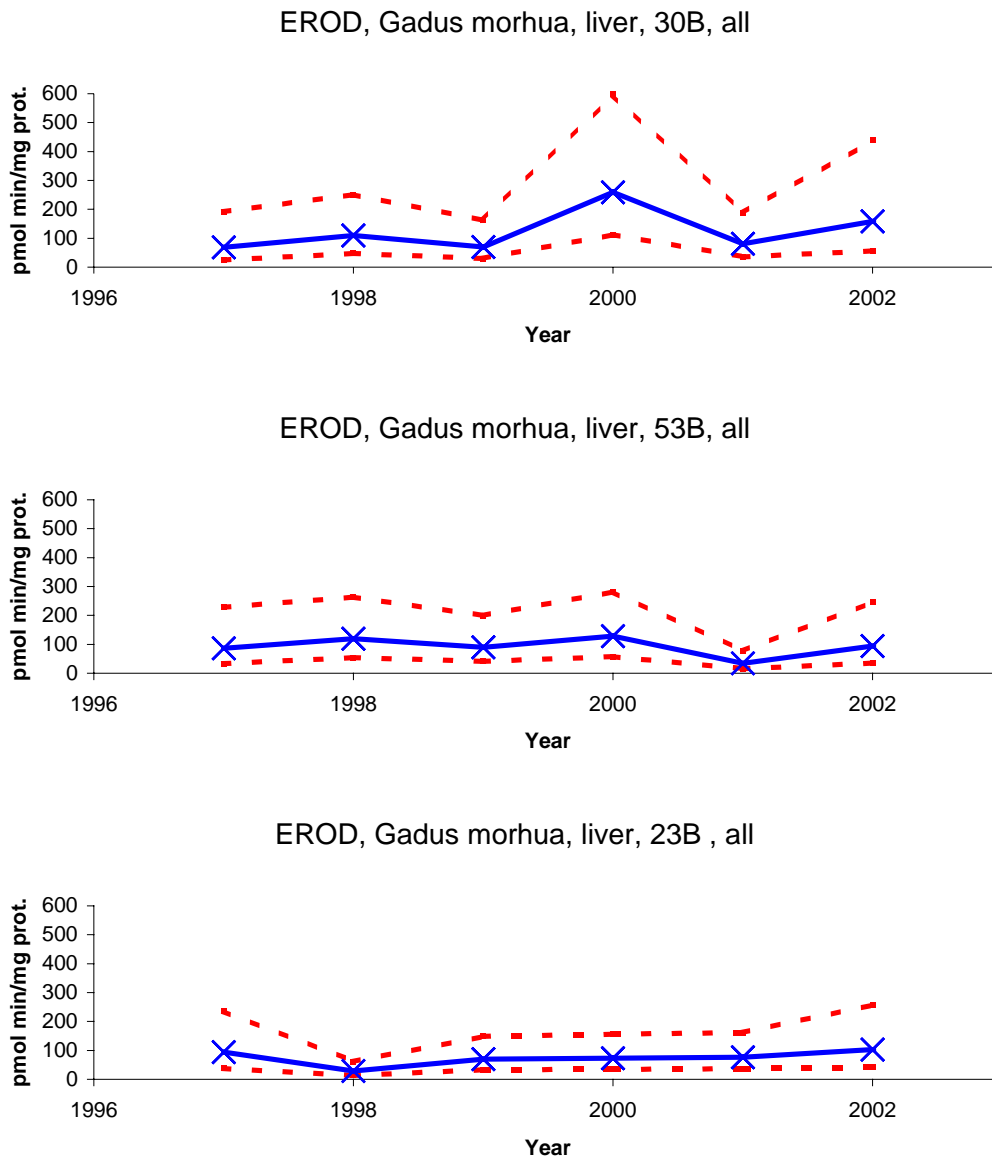 EROD, Gadus morhua, liver, 30B, all
pmol min/mg prot.
600
500
400
300
200
100
0
1996 1998 2000 2002
Year
EROD, Gadus morhua, liver, 53B, all
pmol min/mg prot.
600
500
400
300
200
100
0
1996 1998 2000 2002
Year
EROD, Gadus morhua, liver, 23B , all
pmol min/mg prot.
600
500
400
300
200
100
0
1996 1998 2000 2002
Year